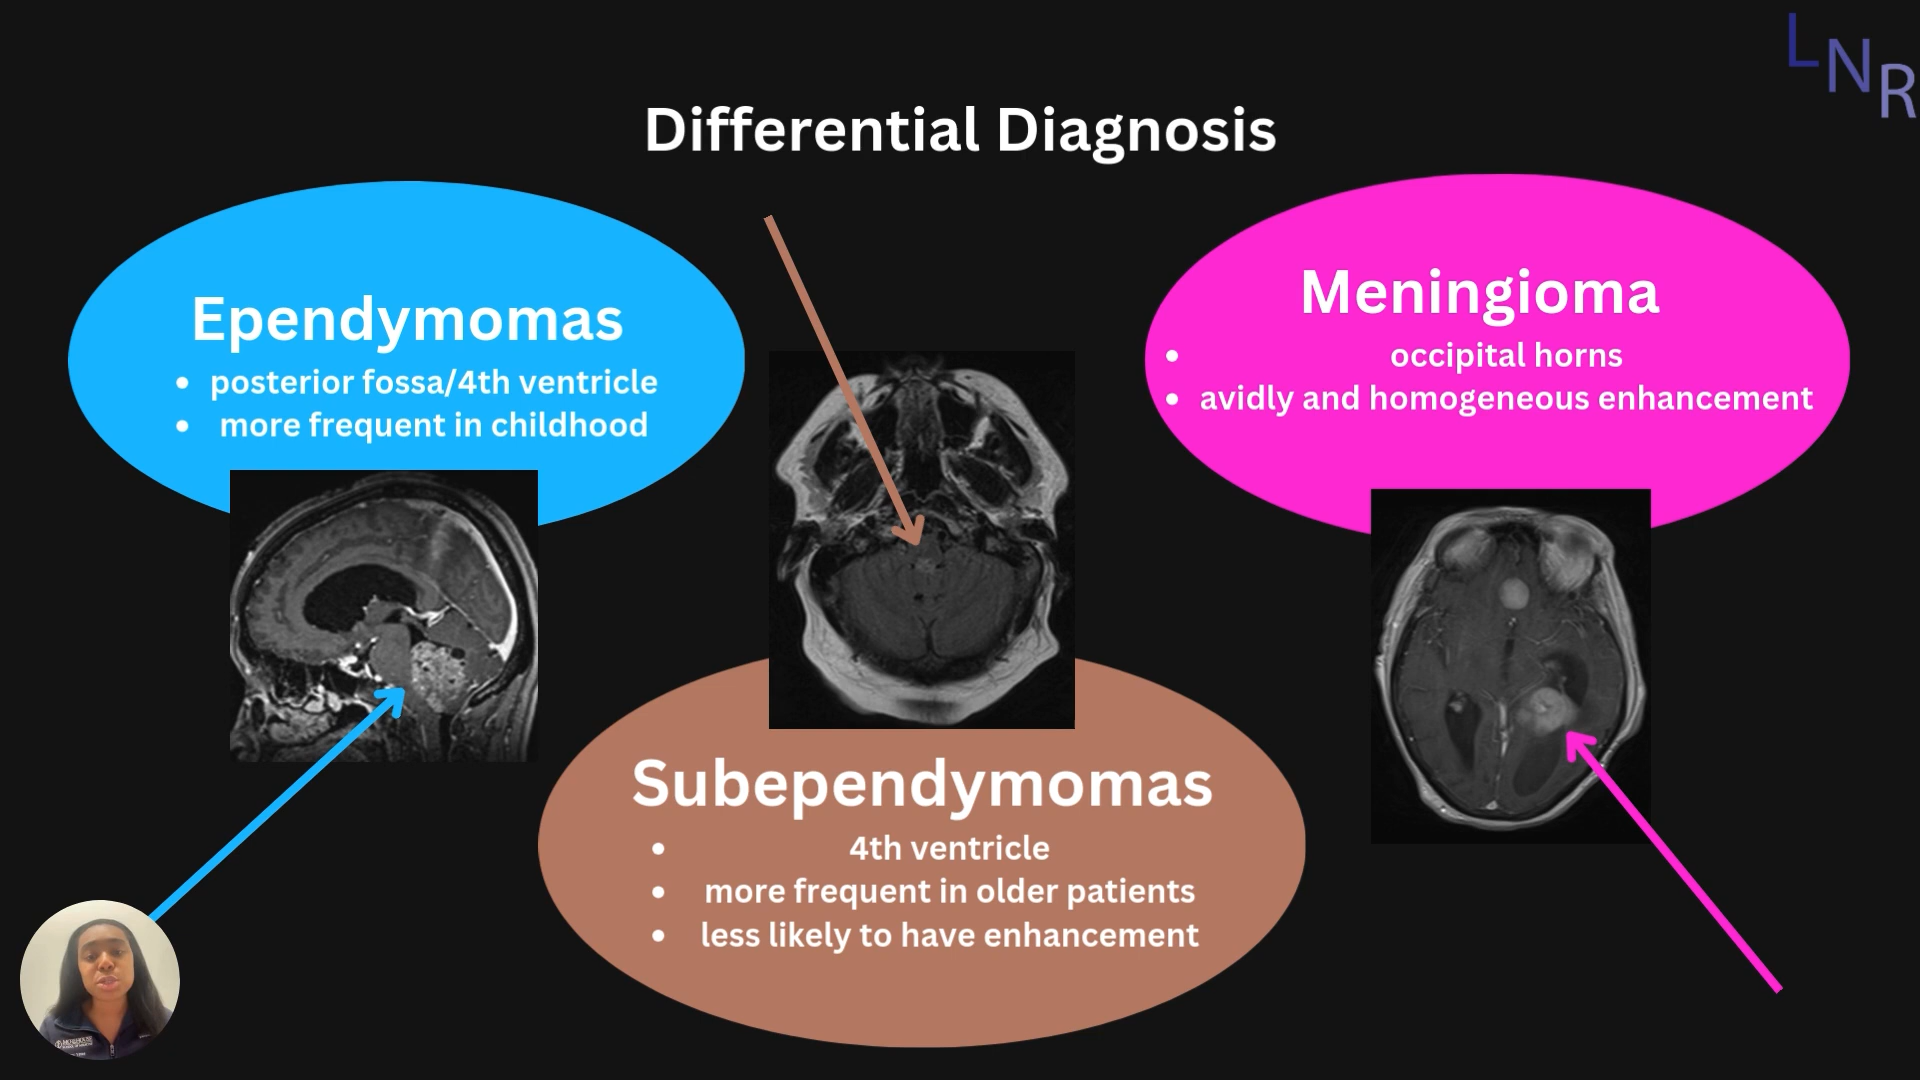 LNR
Differential Diagnosis
Ependymomas
• posterior fossa/4th ventricle
• more frequent in childhood
Meningioma
• occipital horns
• avidly and homogeneous enhancement
Subependymomas
• 4th ventricle
• more frequent in older patients
• less likely to have enhancement
MOREHOUSE